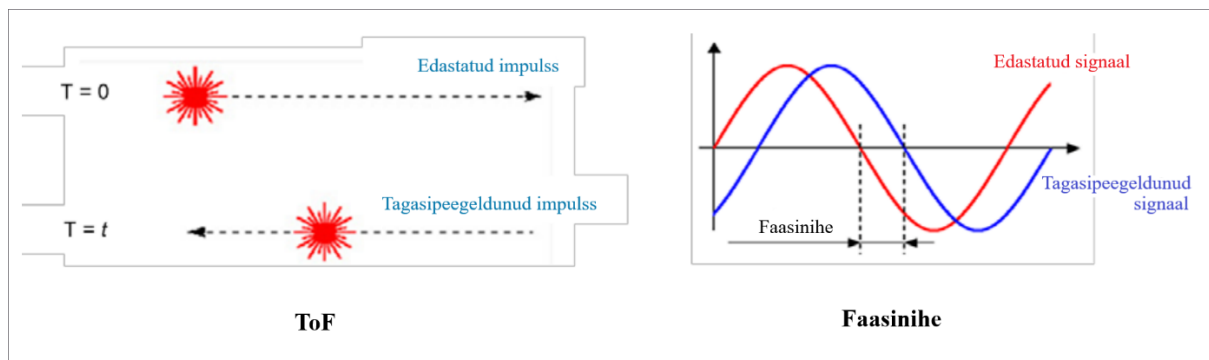 T = 0
Edastatud impulss
Tagasipeegeldunud impulss
T = t
ToF
Edastatud signaal
Tagasipeegeldunud
signaal
Faasinihe
Faasinihe